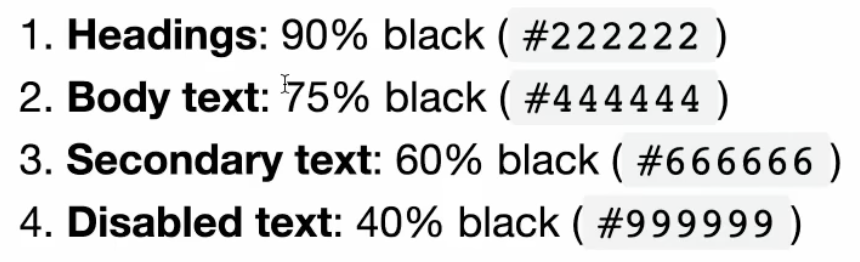 1. Headings: 90% black ( #222222 )
2. Body text: 75% black ( #444444 )
3. Secondary text: 60% black ( #666666 )
4. Disabled text: 40% black ( #999999 )